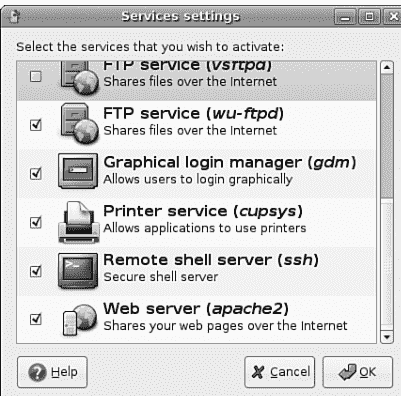 Services settings
Select the services that you wish to activate:
FTP service (vsftpd)
Shares files over the Internet
FTP service (wu-ftpd)
Shares files over the Internet
Graphical login manager (gdm)
Allows users to login graphically
Printer service (cupsys)
Allows applications to use printers
Remote shell server (ssh)
Secure shell server
Web server (apache2)
Shares your web pages over the Internet
Help
Cancel
OK